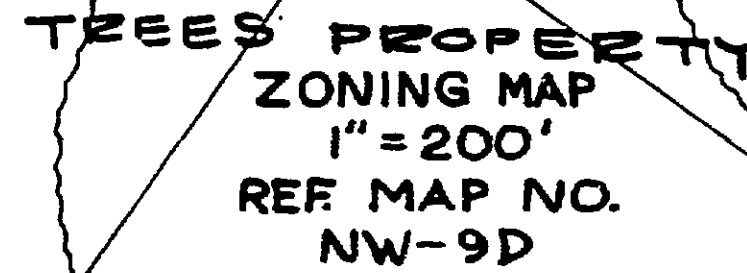 TREES PROPERTY
ZONING MAP
1" = 200'
REF. MAP NO.
NW-9D